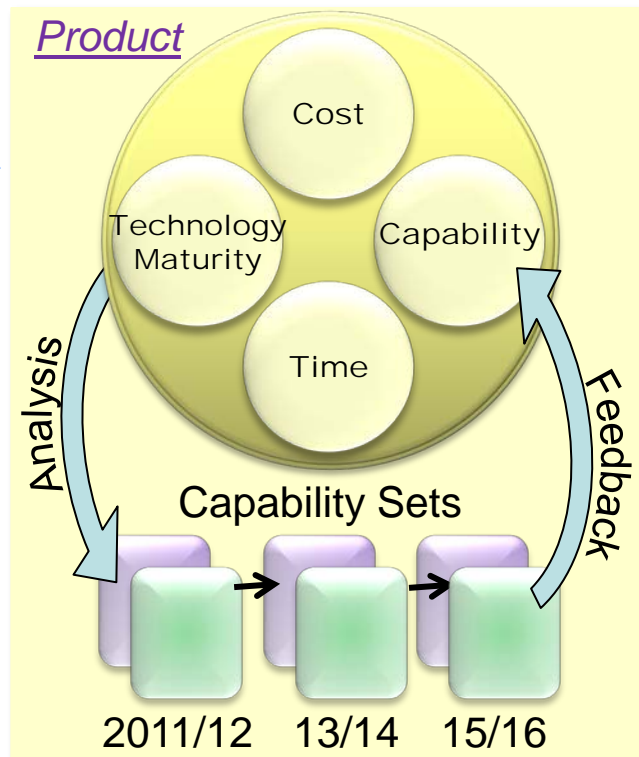 Product
Cost
Technology
Maturity
Capability
Time
Analysis
Feedback
Capability Sets
2011/12 13/14 15/16